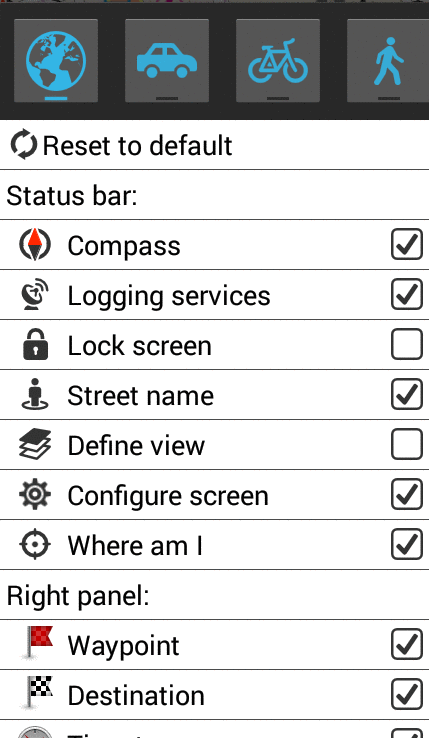 Reset to default
Status bar:
Compass
Logging services
Lock screen
Street name
Define view
Configure screen
Where am I
Right panel:
Waypoint
Destination